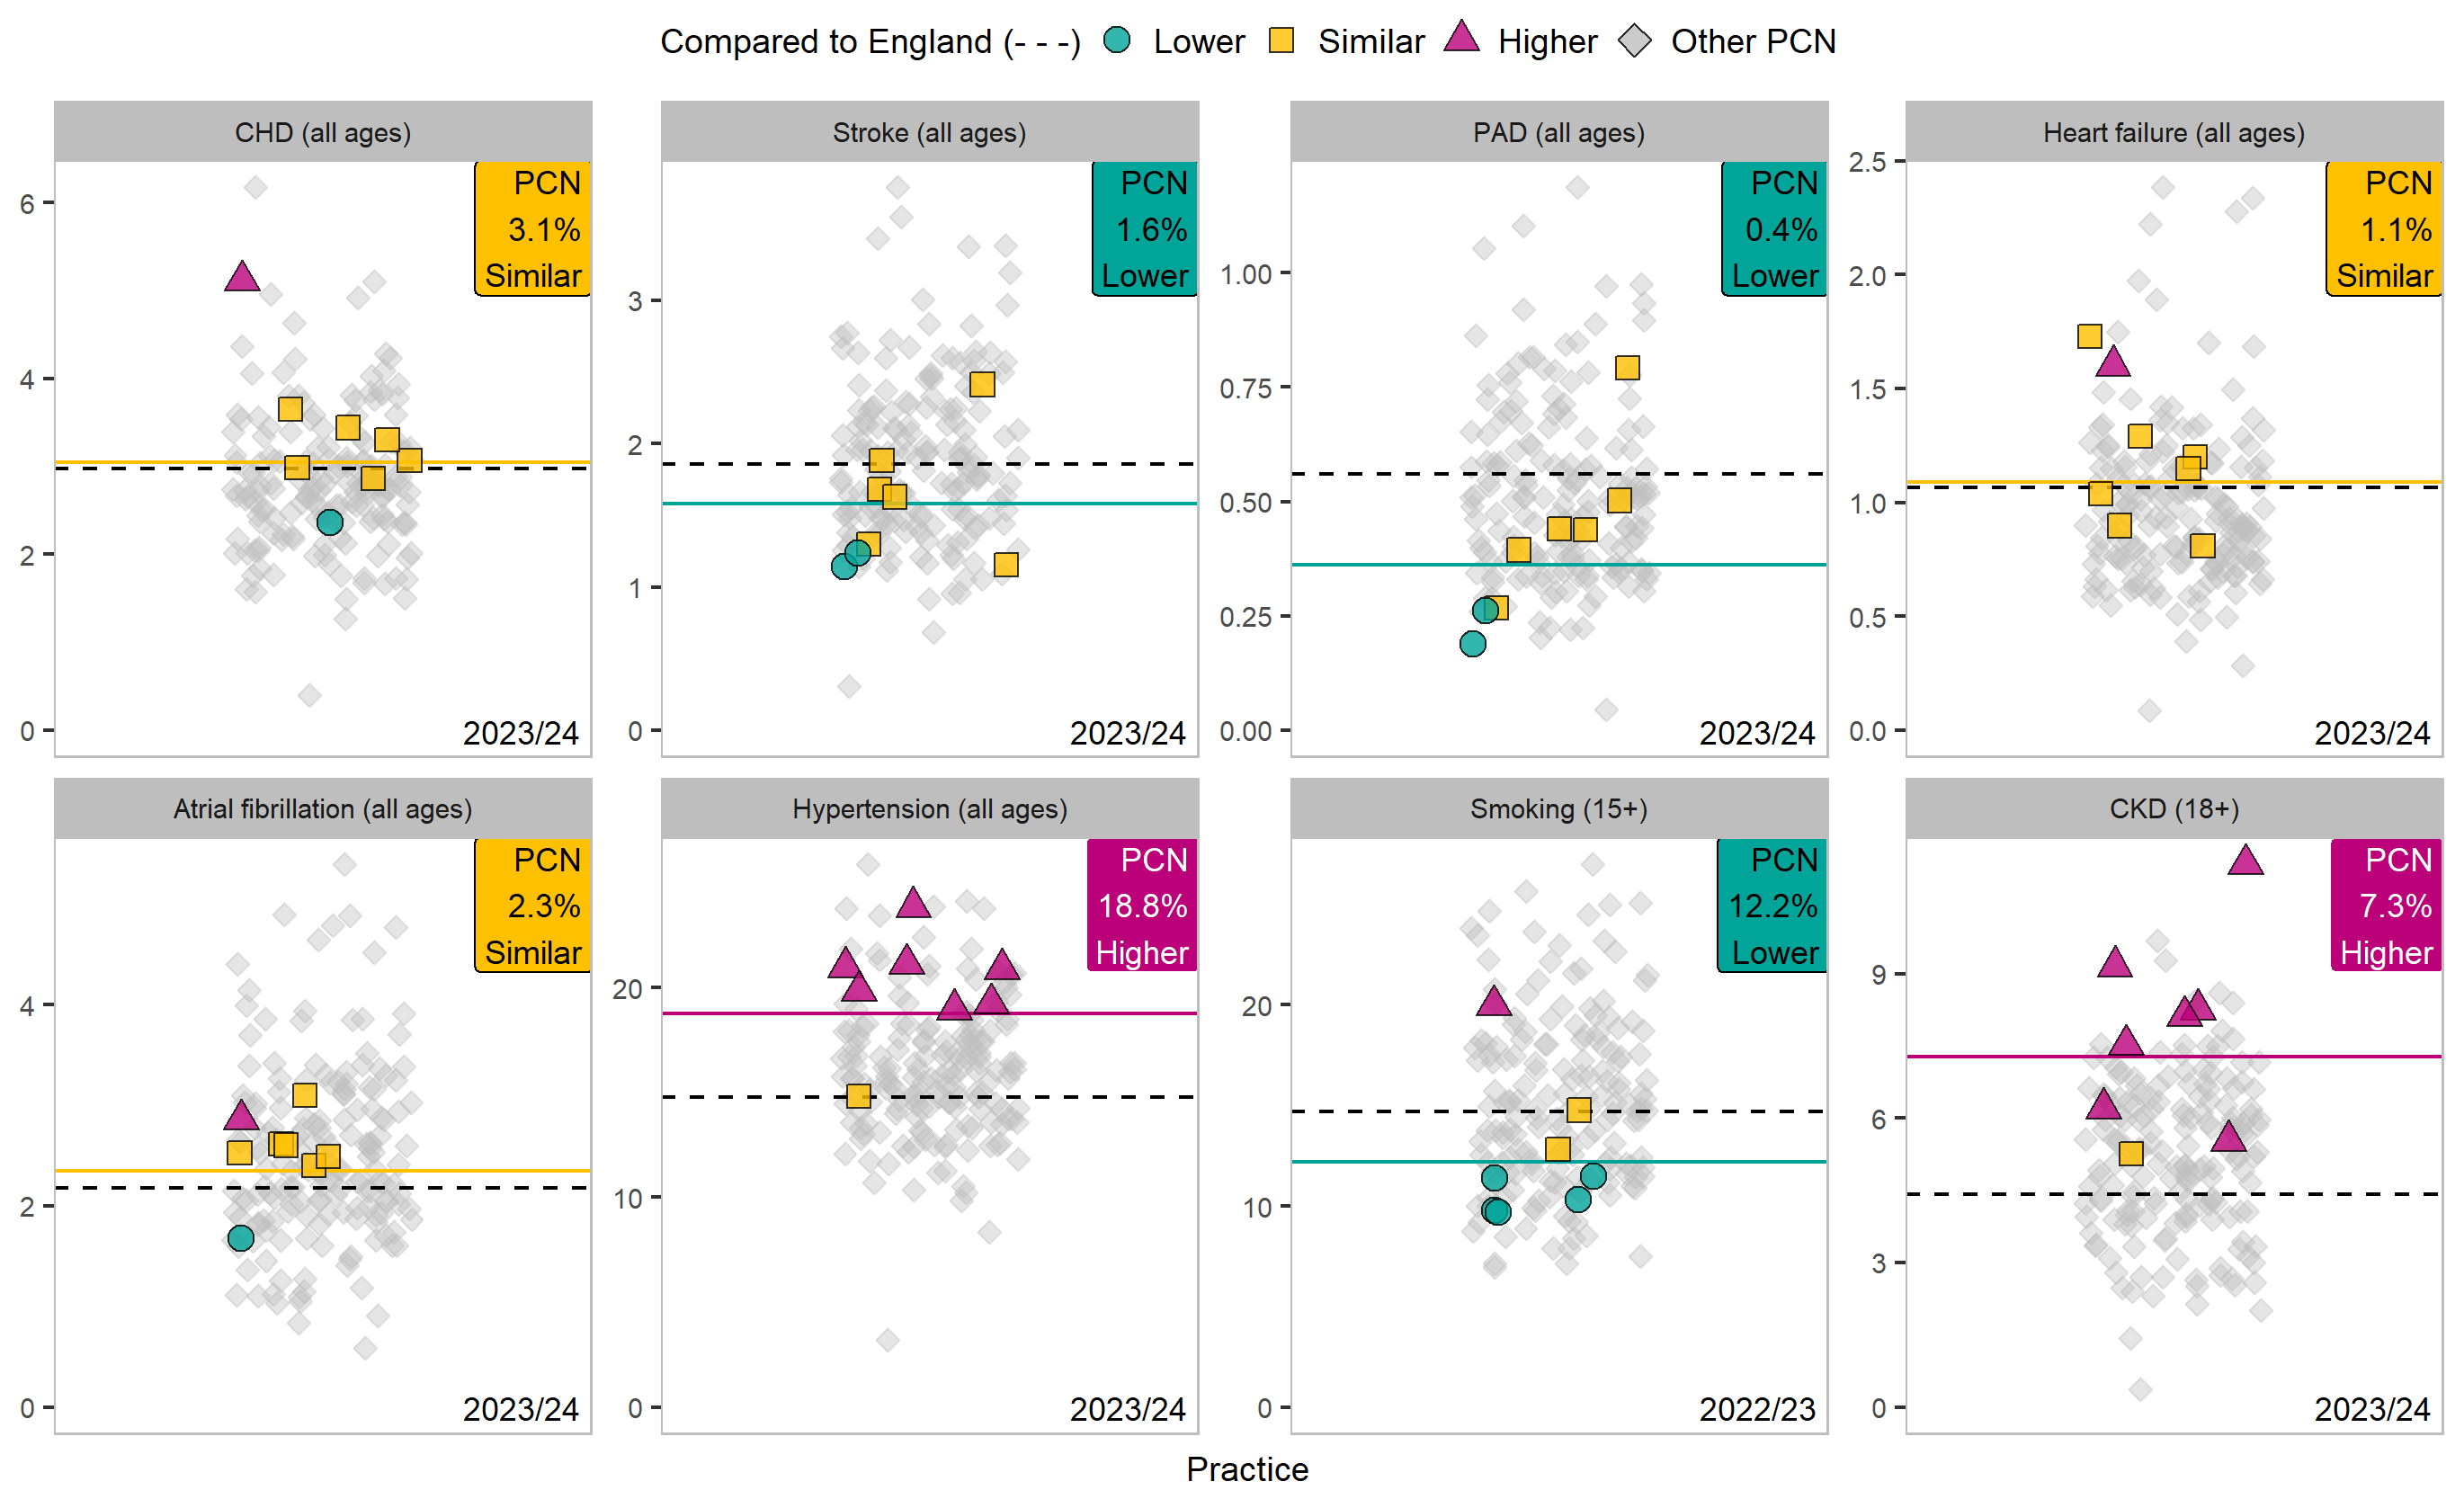 Compared to England (- - -) Lower Similar Higher Other PCN
CHD (all ages)
PCN
3.1%
Similar
6
4
2
0
2023/24
Stroke (all ages)
PCN
1.6%
Lower
3
2
1
0
2023/24
PAD (all ages)
PCN
0.4%
Lower
1.00
0.75
0.50
0.25
0.00
2023/24
Heart failure (all ages)
PCN
1.1%
Similar
2.5
2.0
1.5
1.0
0.5
0.0
2023/24
Atrial fibrillation (all ages)
PCN
2.3%
Similar
4
2
0
2023/24
Hypertension (all ages)
PCN
18.8%
Higher
20
10
0
2023/24
Smoking (15+)
PCN
12.2%
Lower
20
10
0
2022/23
CKD (18+)
PCN
7.3%
Higher
9
6
3
0
2023/24
Practice